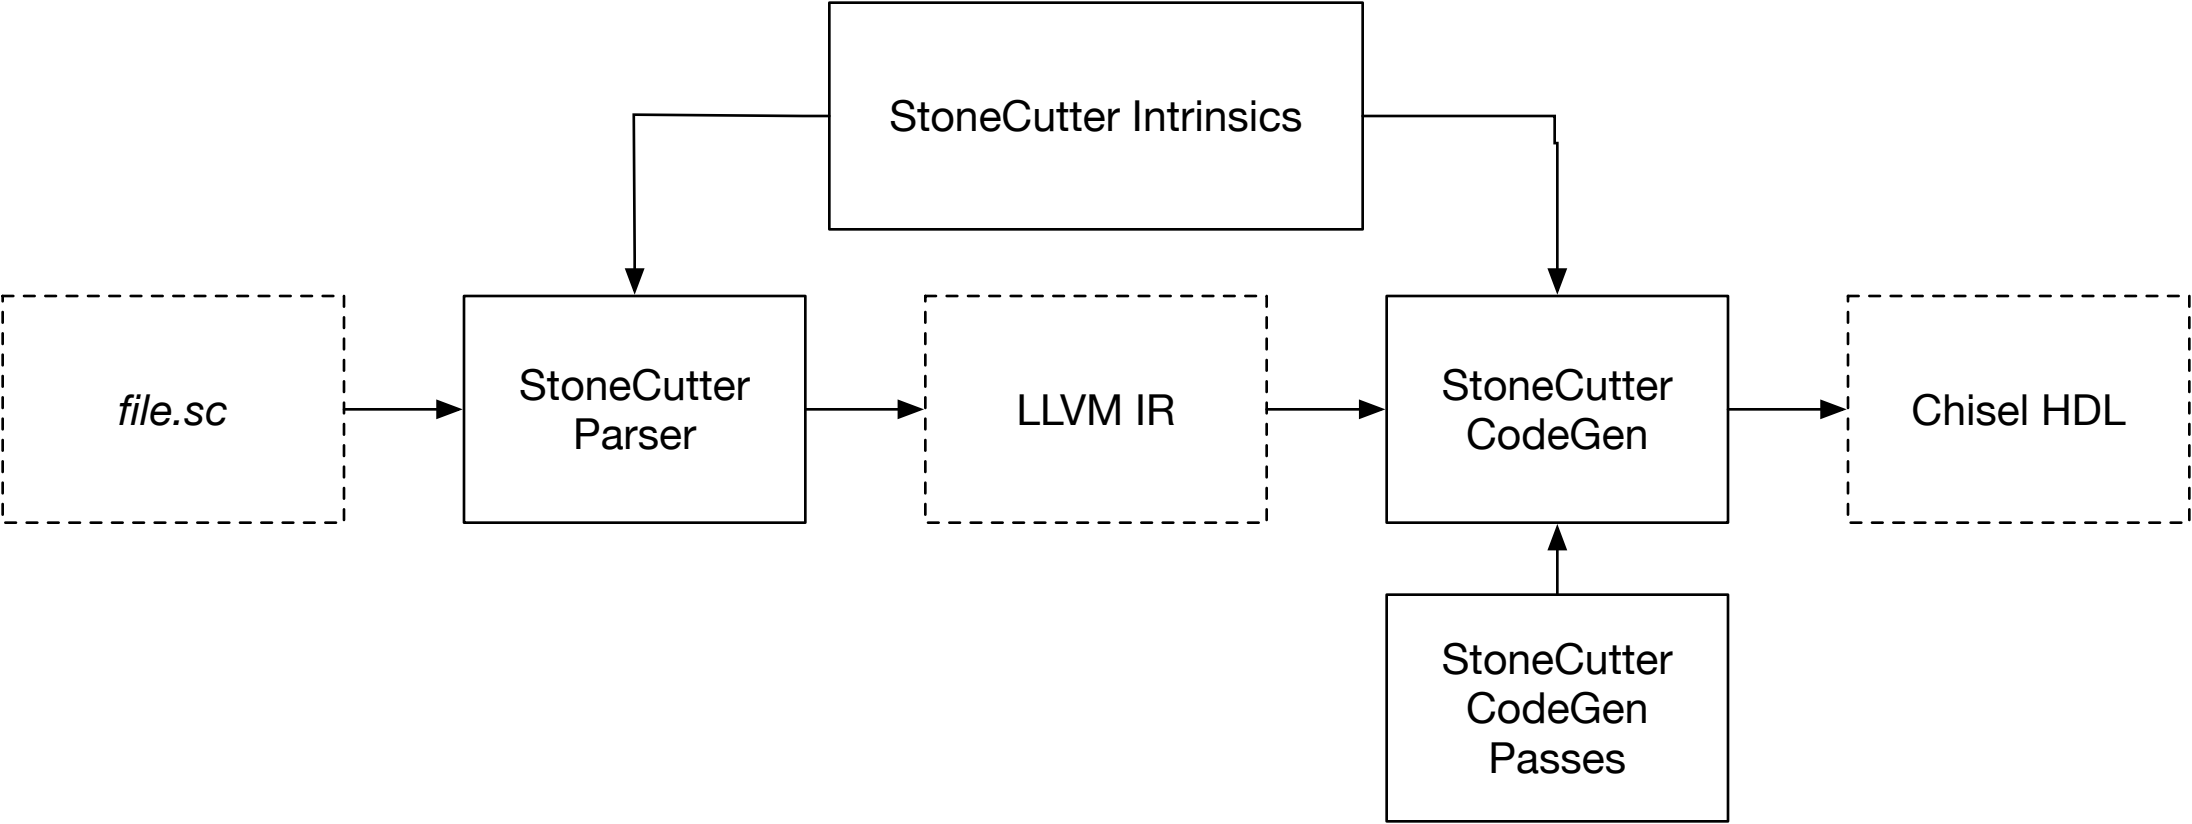 StoneCutter Intrinsics
file.sc
StoneCutter
Parser
LLVM IR
StoneCutter
CodeGen
Chisel HDL
StoneCutter
CodeGen
Passes